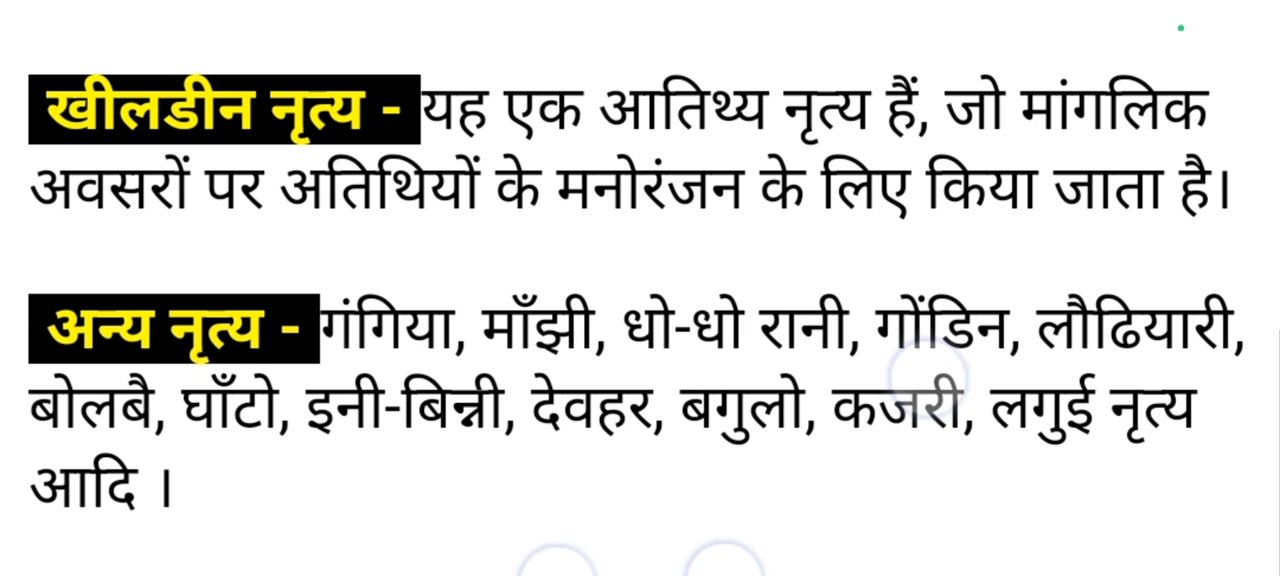 खीलडीन नृत्य - यह एक आतिथ्य नृत्य हैं, जो मांगलिक
अवसरों पर अतिथियों के मनोरंजन के लिए किया जाता है।
अन्य नृत्य - गंगिया, माँझी, धो-धो रानी, गोंडिन, लौढियारी,
बोलबै, घाँटो, इनी-बिन्नी, देवहर, बगुलो, कजरी, लगुई नृत्य
आदि ।